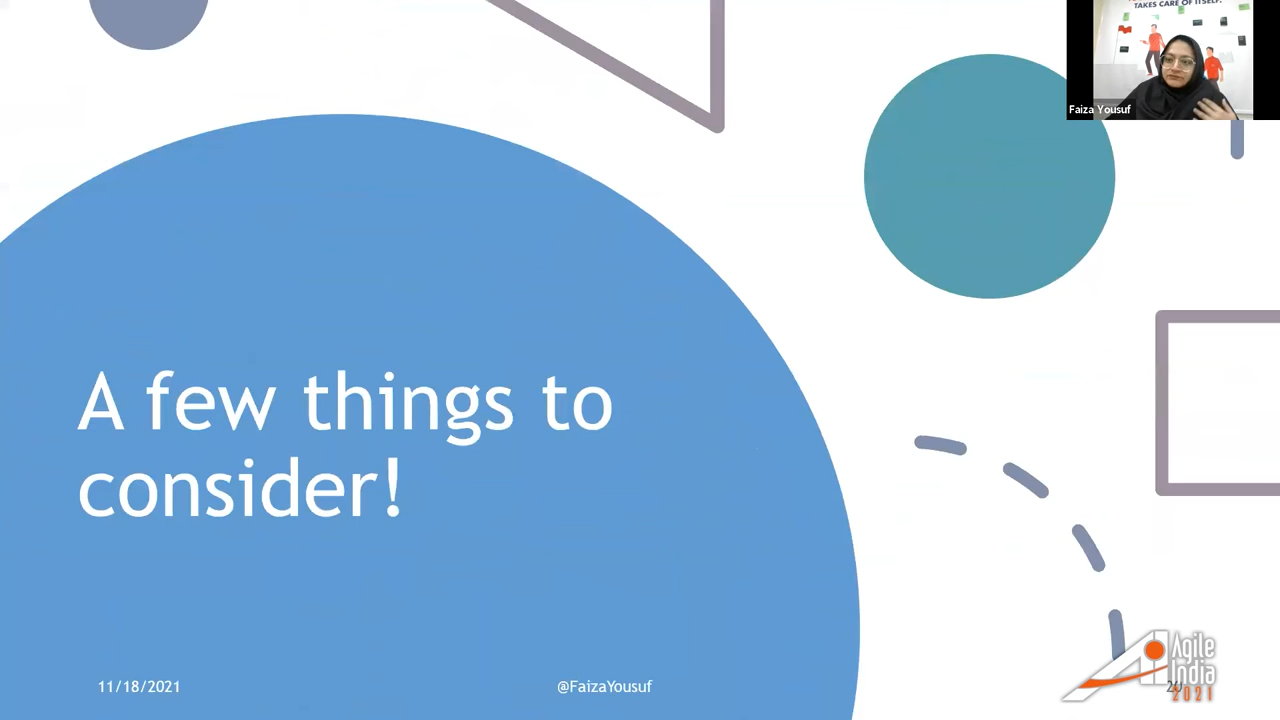 TAKES CARE OF ITSELF.
Faiza Yousuf
A few things to
consider!
11/18/2021
@FaizaYousuf
Agile
India
2021